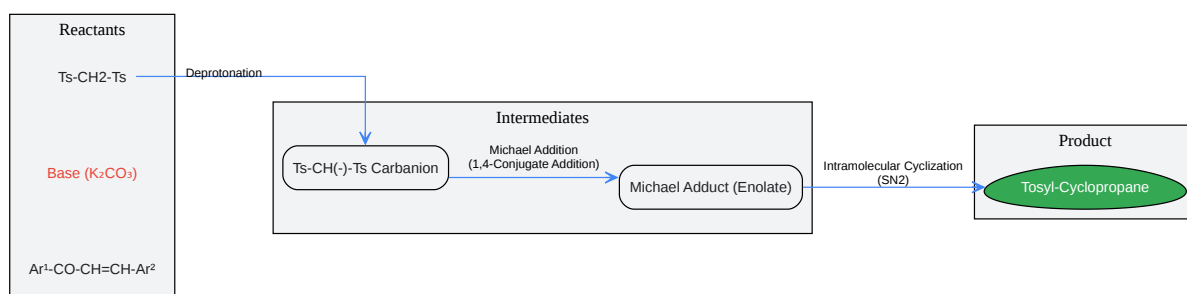 Reactants
Ts-CH2-Ts
Base (K₂CO₃)
Ar¹-CO-CH=CH-Ar²
Deprotonation
Intermediates
Ts-CH(-)-Ts Carbanion
Michael Addition
(1,4-Conjugate Addition)
Michael Adduct (Enolate)
Intramolecular Cyclization
(SN2)
Product
Tosyl-Cyclopropane